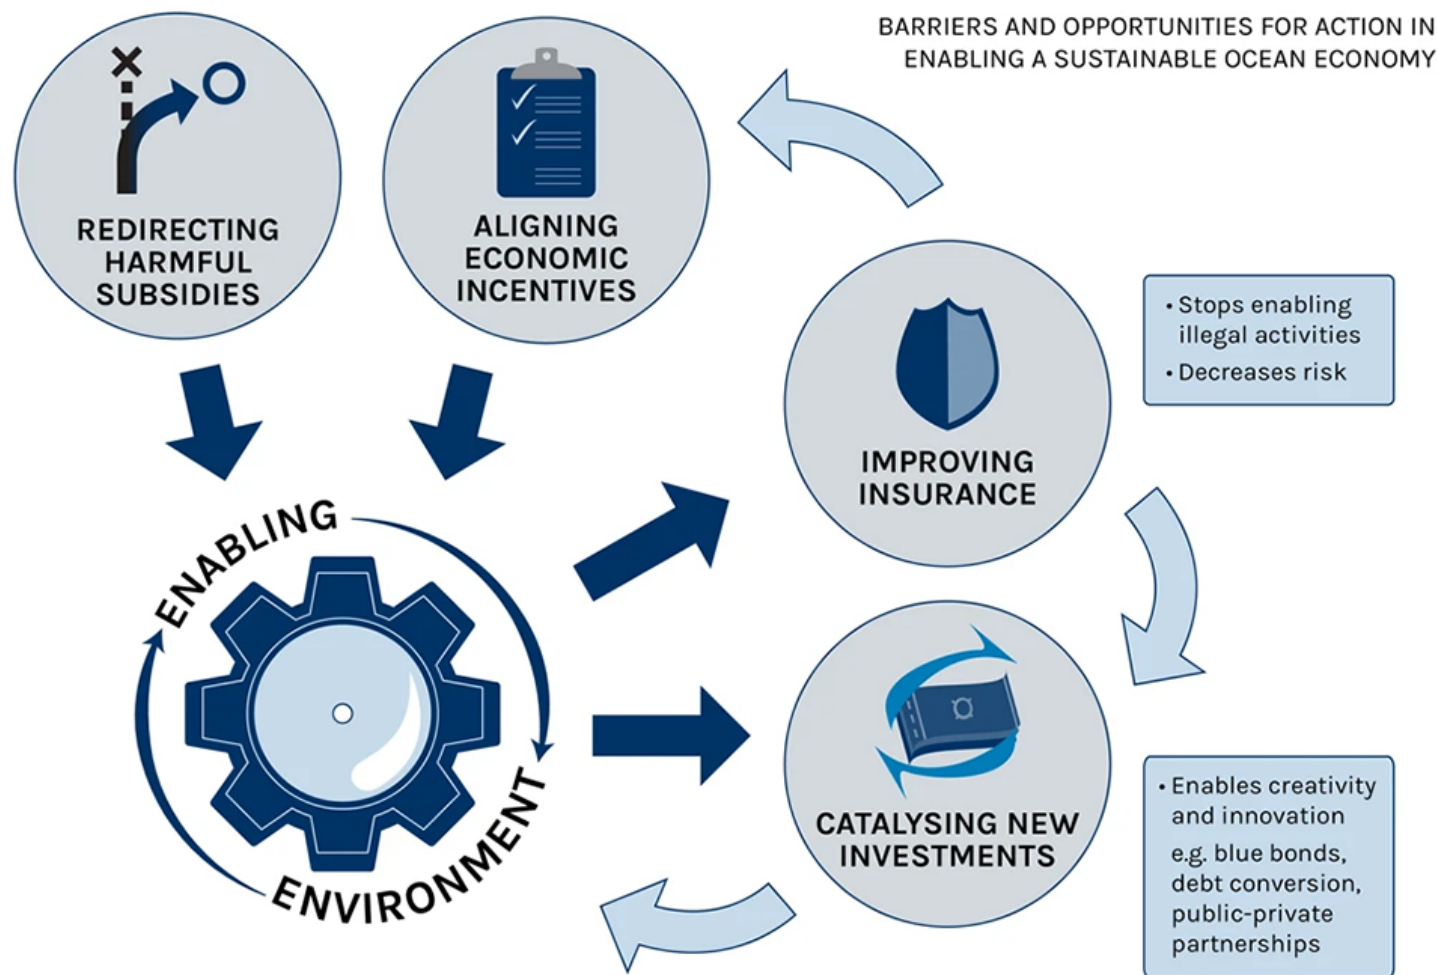 BARRIERS AND OPPORTUNITIES FOR ACTION IN
ENABLING A SUSTAINABLE OCEAN ECONOMY
REDIRECTING
HARMFUL
SUBSIDIES
ALIGNING
ECONOMIC
INCENTIVES
• Stops enabling
illegal activities
• Decreases risk
IMPROVING
INSURANCE
ENABLING
ENVIRONMENT
CATALYSING NEW
INVESTMENTS
• Enables creativity
and innovation
e.g. blue bonds,
debt conversion,
public-private
partnerships